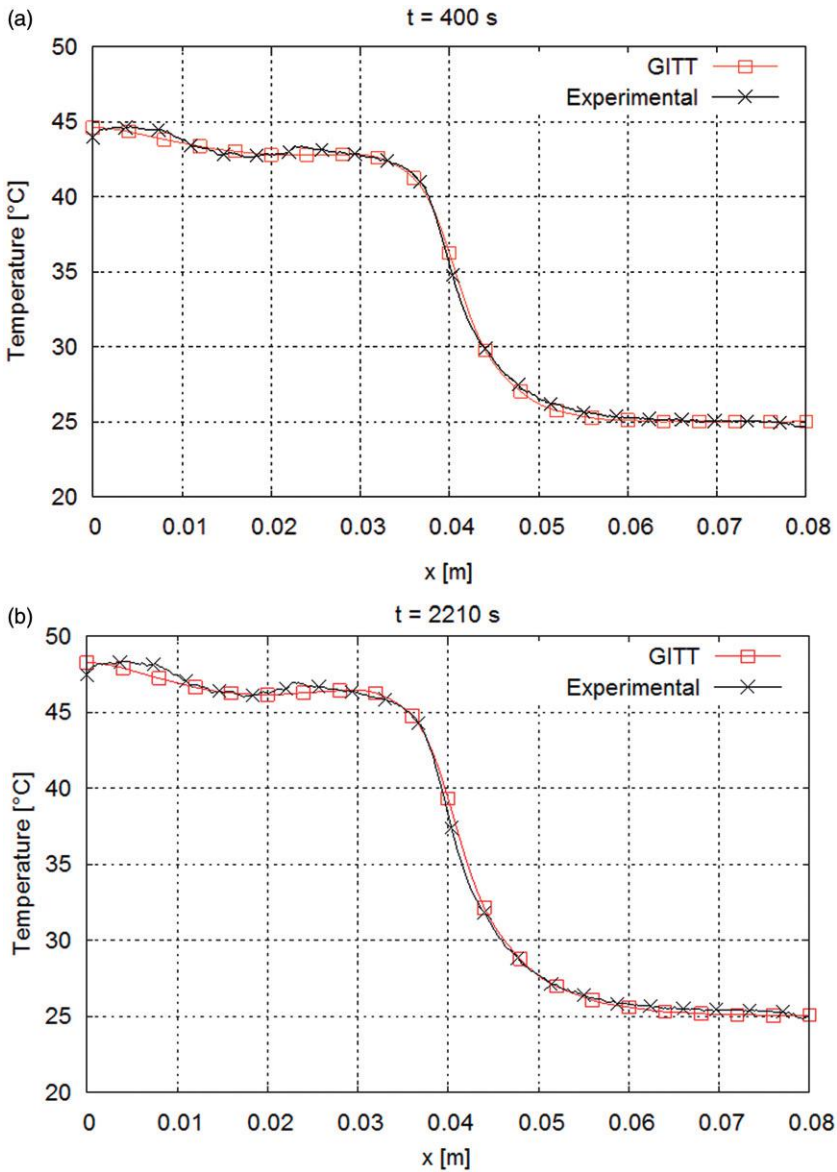 (a)
t = 400 s
50
45
40
35
30
25
20
Temperature [°C]
GITT
Experimental
0 0.01 0.02 0.03 0.04 0.05 0.06 0.07 0.08
x [m]
(b)
t = 2210 s
50
45
40
35
30
25
20
Temperature [°C]
GITT
Experimental
0 0.01 0.02 0.03 0.04 0.05 0.06 0.07 0.08
x [m]